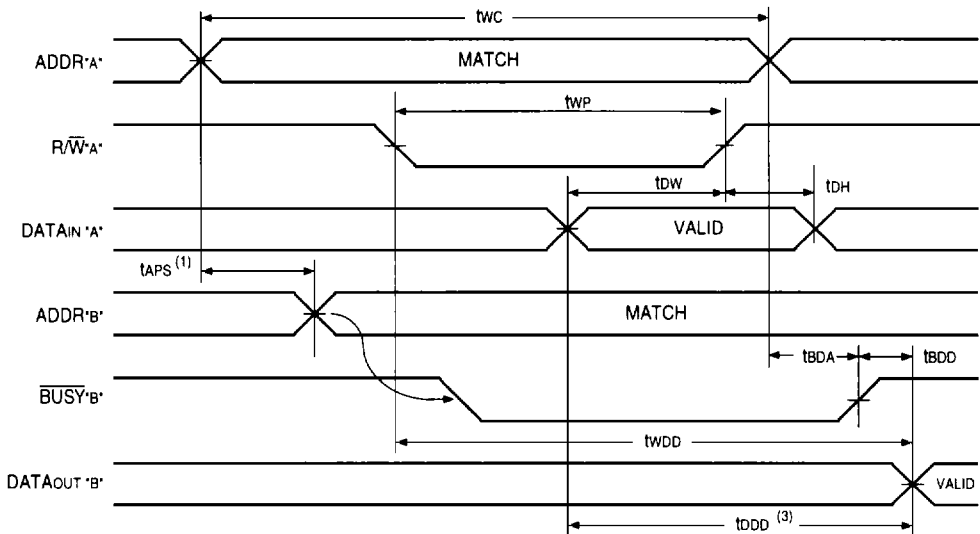 tWC
ADDR"A" MATCH
tWP
R/W̅"A"
tDW tDH
DATAIN "A" VALID
tAPS (1)
ADDR"B" MATCH
tBDA tBDD
B̅U̅S̅Y̅"B"
tWDD
DATAOUT "B" VALID
tDDD (3)